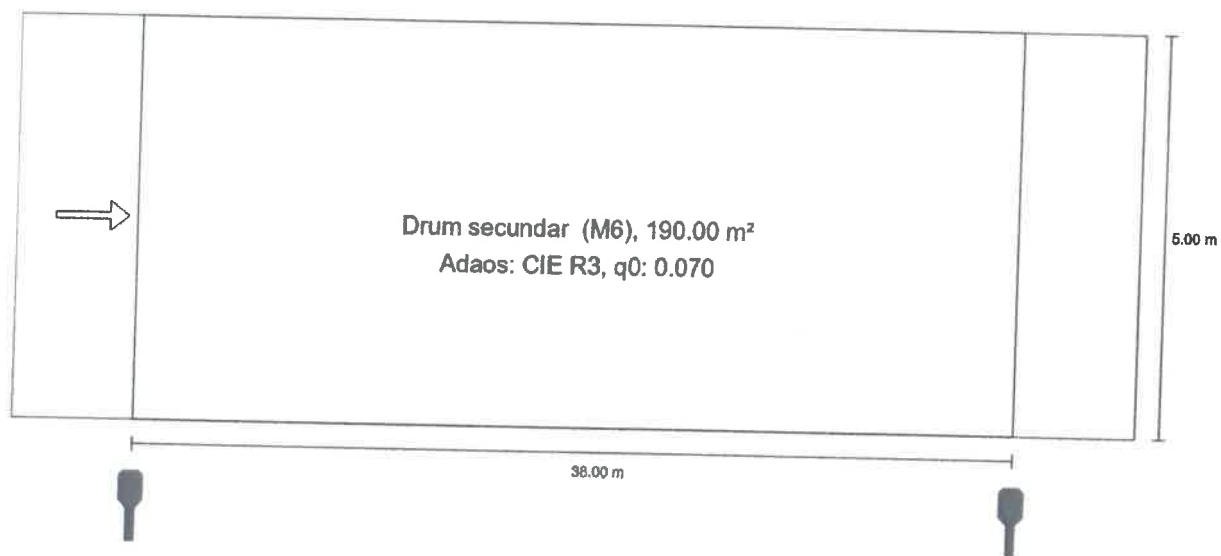 Drum secundar (M6), 190.00 m²
Adaos: CIE R3, q0: 0.070
5.00 m
38.00 m